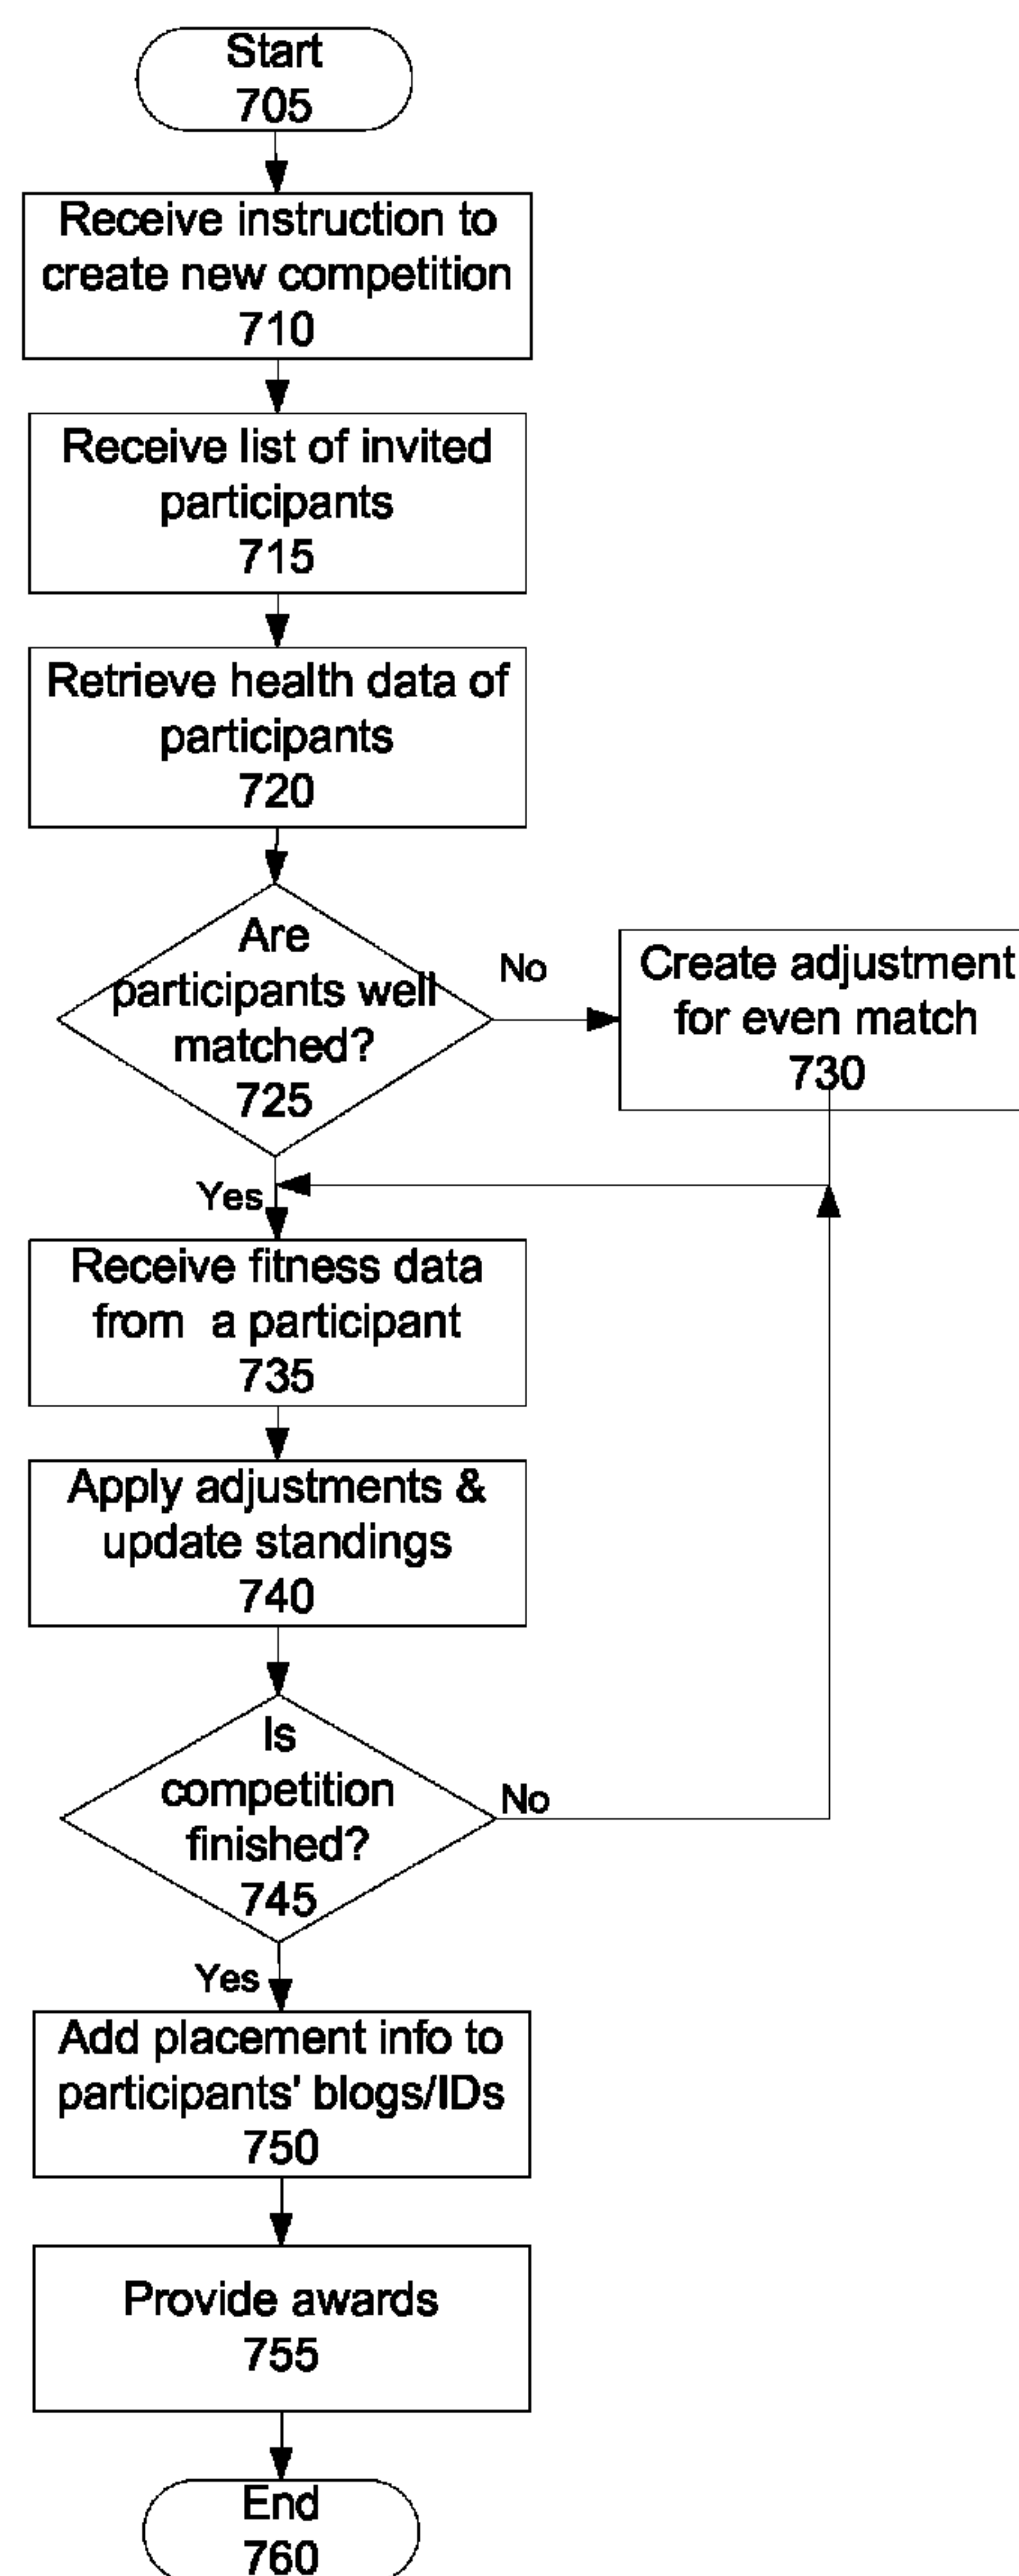 Start
705
Receive instruction to
create new competition
710
Receive list of invited
participants
715
Retrieve health data of
participants
720
Are
participants well
matched?
725
No
Create adjustment
for even match
730
Yes
Receive fitness data
from a participant
735
Apply adjustments &
update standings
740
Is
competition
finished?
745
No
Yes
Add placement info to
participants' blogs/IDs
750
Provide awards
755
End
760